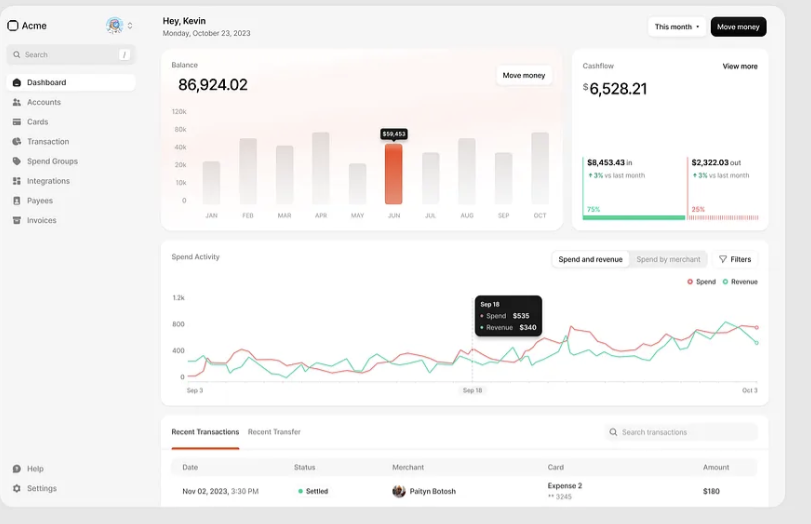 Acme
Search /
Dashboard
Accounts
Cards
Transaction
Spend Groups
Integrations
Payees
Invoices
Help
Settings
Hey, Kevin
Monday, October 23, 2023
This month
Move money
Balance
86,924.02
Move money
120k
80k
40k
20k
10k
0
$59,453
JAN FEB MAR APR MAY JUN JUL AUG SEP OCT
Cashflow View more
$6,528.21
$8,453.43 in
↑ 3% vs last month
75%
$2,322.03 out
↑ 3% vs last month
25%
Spend Activity
Spend and revenue Spend by merchant Filters
Spend Revenue
1.2k
800
400
0
Sep 18
Spend $535
Revenue $340
Sep 3 Sep 18 Oct 3
Recent Transactions Recent Transfer
Search transactions
Date Status Merchant Card Amount
Nov 02, 2023, 3:30 PM Settled Paityn Botosh Expense 2 $180
** 3245